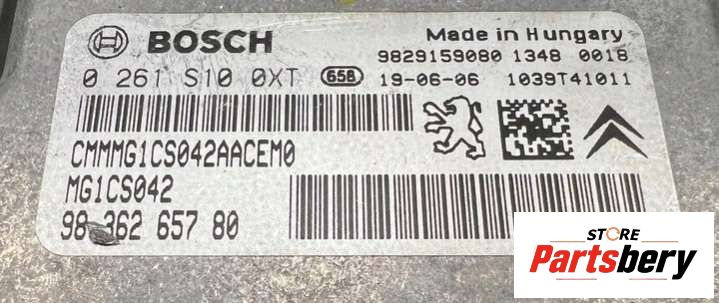 BOSCH
Made in Hungary
9829159080 1348 0018
0 261 S10 0XT 658 19-06-06 1039T41011
CMMMG1CS042AACEM0
MG1CS042
98 362 657 80
STORE
Partsbery